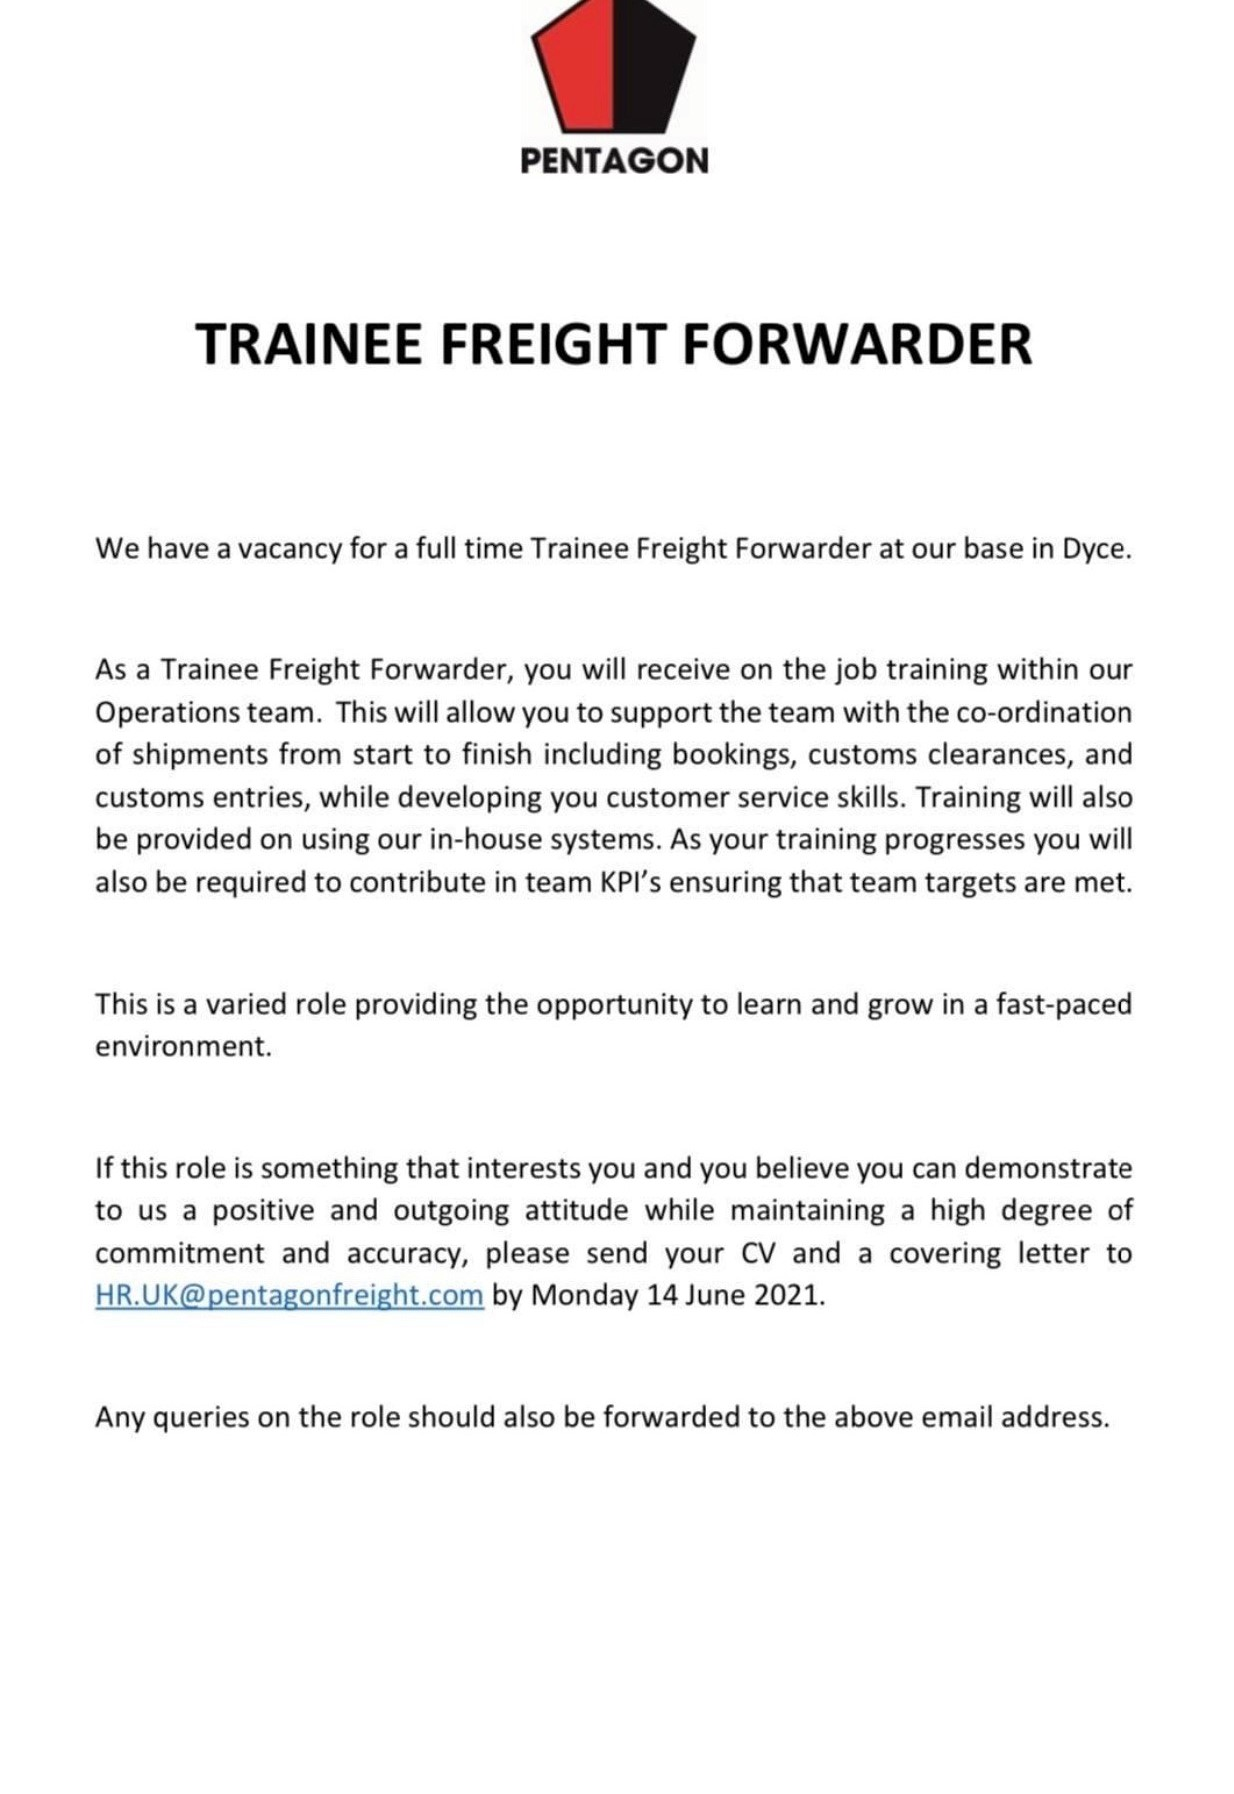 PENTAGON
TRAINEE FREIGHT FORWARDER
We have a vacancy for a full time Trainee Freight Forwarder at our base in Dyce.
As a Trainee Freight Forwarder, you will receive on the job training within our
Operations team.  This will allow you to support the team with the co-ordination
of shipments from start to finish including bookings, customs clearances, and
customs entries, while developing you customer service skills. Training will also
be provided on using our in-house systems. As your training progresses you will
also be required to contribute in team KPI’s ensuring that team targets are met.
This is a varied role providing the opportunity to learn and grow in a fast-paced
environment.
If this role is something that interests you and you believe you can demonstrate
to us a positive and outgoing attitude while maintaining a high degree of
commitment and accuracy, please send your CV and a covering letter to
HR.UK@pentagonfreight.com by Monday 14 June 2021.
Any queries on the role should also be forwarded to the above email address.